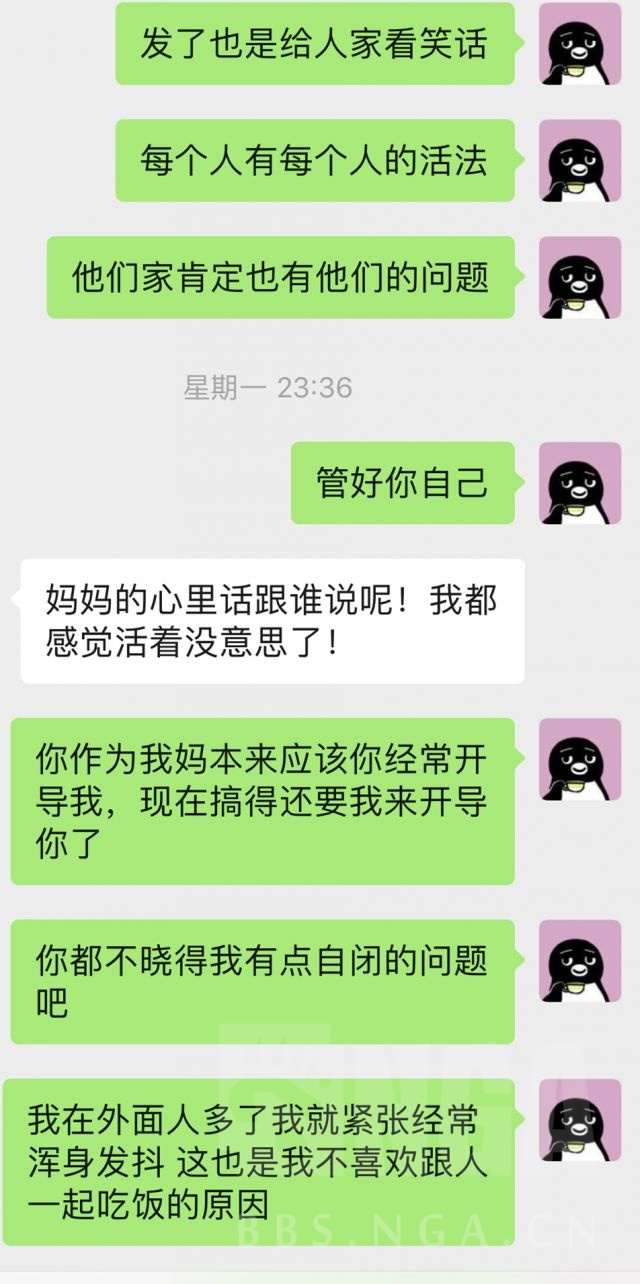 发了也是给人家看笑话
每个人有每个人的活法
他们家肯定也有他们的问题
星期一 23:36
管好你自己
妈妈的心里话跟谁说呢！我都
感觉活着没意思了！
你作为我妈本来应该你经常开
导我，现在搞得还要我来开导
你了
你都不晓得我有点自闭的问题
吧
我在外面人多了我就紧张经常
浑身发抖 这也是我不喜欢跟人
一起吃饭的原因
NGA
BBS.NGA.CN